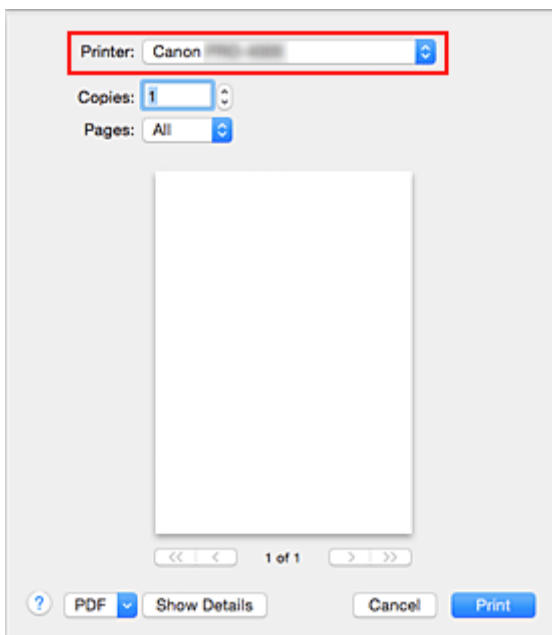 Printer: Canon
Copies: 1
Pages: All
1 of 1
? PDF Show Details Cancel Print